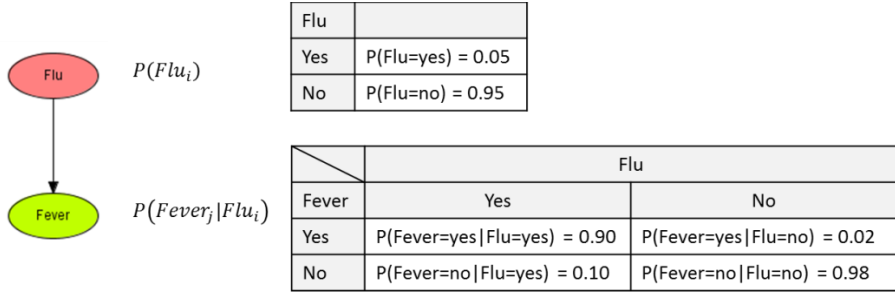 Flu
P(Flu_i)
Flu
Yes P(Flu=yes) = 0.05
No P(Flu=no) = 0.95
Fever
P(Fever_j|Flu_i)
Flu
Fever Yes No
Yes P(Fever=yes|Flu=yes) = 0.90 P(Fever=yes|Flu=no) = 0.02
No P(Fever=no|Flu=yes) = 0.10 P(Fever=no|Flu=no) = 0.98